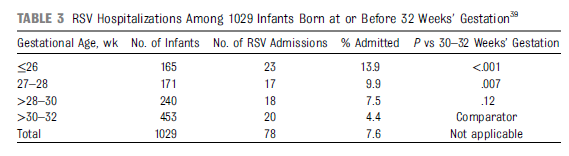 TABLE 3 RSV Hospitalizations Among 1029 Infants Born at or Before 32 Weeks' Gestation39
Gestational Age, wk No. of Infants No. of RSV Admissions % Admitted P vs 30–32 Weeks' Gestation
≤26 165 23 13.9 <.001
27–28 171 17 9.9 .007
>28–30 240 18 7.5 .12
>30–32 453 20 4.4 Comparator
Total 1029 78 7.6 Not applicable